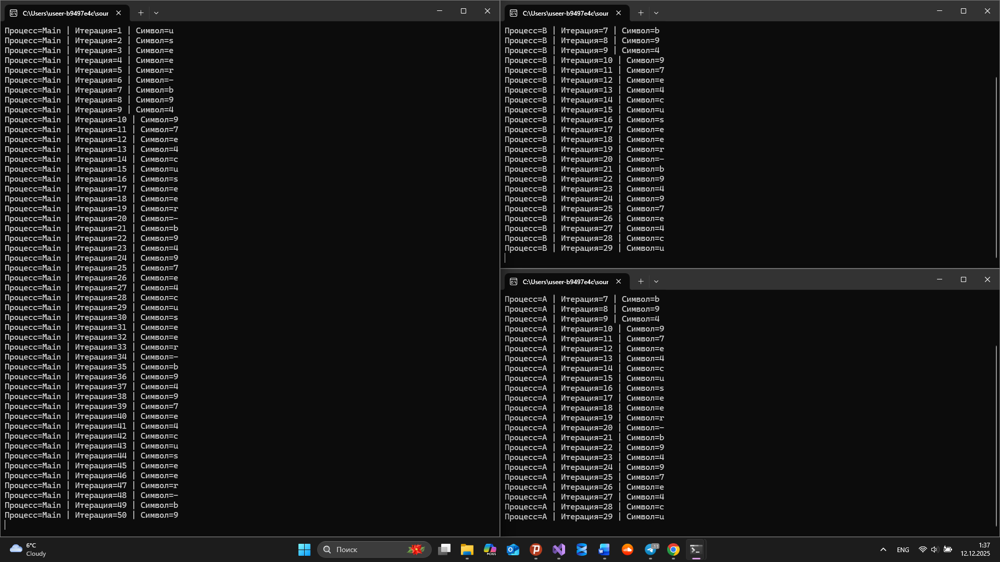 C:\Users\useer-b9497e4c\sour
Процесс=Main | Итерация=1 | Символ=u
Процесс=Main | Итерация=2 | Символ=s
Процесс=Main | Итерация=3 | Символ=e
Процесс=Main | Итерация=4 | Символ=e
Процесс=Main | Итерация=5 | Символ=r
Процесс=Main | Итерация=6 | Символ=-
Процесс=Main | Итерация=7 | Символ=b
Процесс=Main | Итерация=8 | Символ=9
Процесс=Main | Итерация=9 | Символ=4
Процесс=Main | Итерация=10 | Символ=9
Процесс=Main | Итерация=11 | Символ=7
Процесс=Main | Итерация=12 | Символ=e
Процесс=Main | Итерация=13 | Символ=4
Процесс=Main | Итерация=14 | Символ=c
Процесс=Main | Итерация=15 | Символ=u
Процесс=Main | Итерация=16 | Символ=s
Процесс=Main | Итерация=17 | Символ=e
Процесс=Main | Итерация=18 | Символ=e
Процесс=Main | Итерация=19 | Символ=r
Процесс=Main | Итерация=20 | Символ=-
Процесс=Main | Итерация=21 | Символ=b
Процесс=Main | Итерация=22 | Символ=9
Процесс=Main | Итерация=23 | Символ=4
Процесс=Main | Итерация=24 | Символ=9
Процесс=Main | Итерация=25 | Символ=7
Процесс=Main | Итерация=26 | Символ=e
Процесс=Main | Итерация=27 | Символ=4
Процесс=Main | Итерация=28 | Символ=c
Процесс=Main | Итерация=29 | Символ=u
Процесс=Main | Итерация=30 | Символ=s
Процесс=Main | Итерация=31 | Символ=e
Процесс=Main | Итерация=32 | Символ=e
Процесс=Main | Итерация=33 | Символ=r
Процесс=Main | Итерация=34 | Символ=-
Процесс=Main | Итерация=35 | Символ=b
Процесс=Main | Итерация=36 | Символ=9
Процесс=Main | Итерация=37 | Символ=4
Процесс=Main | Итерация=38 | Символ=9
Процесс=Main | Итерация=39 | Символ=7
Процесс=Main | Итерация=40 | Символ=e
Процесс=Main | Итерация=41 | Символ=4
Процесс=Main | Итерация=42 | Символ=c
Процесс=Main | Итерация=43 | Символ=u
Процесс=Main | Итерация=44 | Символ=s
Процесс=Main | Итерация=45 | Символ=e
Процесс=Main | Итерация=46 | Символ=e
Процесс=Main | Итерация=47 | Символ=r
Процесс=Main | Итерация=48 | Символ=-
Процесс=Main | Итерация=49 | Символ=b
Процесс=Main | Итерация=50 | Символ=9
C:\Users\useer-b9497e4c\sour
Процесс=B | Итерация=7 | Символ=b
Процесс=B | Итерация=8 | Символ=9
Процесс=B | Итерация=9 | Символ=4
Процесс=B | Итерация=10 | Символ=9
Процесс=B | Итерация=11 | Символ=7
Процесс=B | Итерация=12 | Символ=e
Процесс=B | Итерация=13 | Символ=4
Процесс=B | Итерация=14 | Символ=c
Процесс=B | Итерация=15 | Символ=u
Процесс=B | Итерация=16 | Символ=s
Процесс=B | Итерация=17 | Символ=e
Процесс=B | Итерация=18 | Символ=e
Процесс=B | Итерация=19 | Символ=r
Процесс=B | Итерация=20 | Символ=-
Процесс=B | Итерация=21 | Символ=b
Процесс=B | Итерация=22 | Символ=9
Процесс=B | Итерация=23 | Символ=4
Процесс=B | Итерация=24 | Символ=9
Процесс=B | Итерация=25 | Символ=7
Процесс=B | Итерация=26 | Символ=e
Процесс=B | Итерация=27 | Символ=4
Процесс=B | Итерация=28 | Символ=c
Процесс=B | Итерация=29 | Символ=u
C:\Users\useer-b9497e4c\sour
Процесс=A | Итерация=7 | Символ=b
Процесс=A | Итерация=8 | Символ=9
Процесс=A | Итерация=9 | Символ=4
Процесс=A | Итерация=10 | Символ=9
Процесс=A | Итерация=11 | Символ=7
Процесс=A | Итерация=12 | Символ=e
Процесс=A | Итерация=13 | Символ=4
Процесс=A | Итерация=14 | Символ=c
Процесс=A | Итерация=15 | Символ=u
Процесс=A | Итерация=16 | Символ=s
Процесс=A | Итерация=17 | Символ=e
Процесс=A | Итерация=18 | Символ=e
Процесс=A | Итерация=19 | Символ=r
Процесс=A | Итерация=20 | Символ=-
Процесс=A | Итерация=21 | Символ=b
Процесс=A | Итерация=22 | Символ=9
Процесс=A | Итерация=23 | Символ=4
Процесс=A | Итерация=24 | Символ=9
Процесс=A | Итерация=25 | Символ=7
Процесс=A | Итерация=26 | Символ=e
Процесс=A | Итерация=27 | Символ=4
Процесс=A | Итерация=28 | Символ=c
Процесс=A | Итерация=29 | Символ=u
6°C
Cloudy
Поиск
M365
11
ENG
1:37
12.12.2025